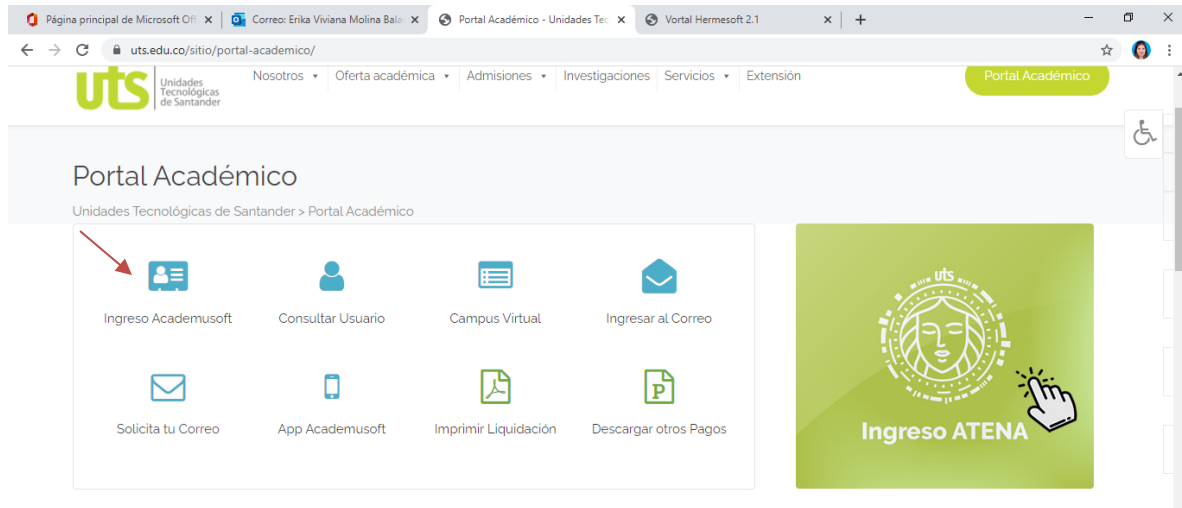 Página principal de Microsoft Off
Correo: Erika Viviana Molina Bala
Portal Académico - Unidades Tec
Vortal Hermesoft 2.1
uts.edu.co/sitio/portal-academico/
uts
Unidades
Tecnológicas
de Santander
Nosotros
Oferta académica
Admisiones
Investigaciones
Servicios
Extensión
Portal Académico
Portal Académico
Unidades Tecnológicas de Santander > Portal Académico
Ingreso Academusoft
Consultar Usuario
Campus Virtual
Ingresar al Correo
Solicita tu Correo
App Academusoft
Imprimir Liquidación
P
Descargar otros Pagos
uts
Ingreso ATENA